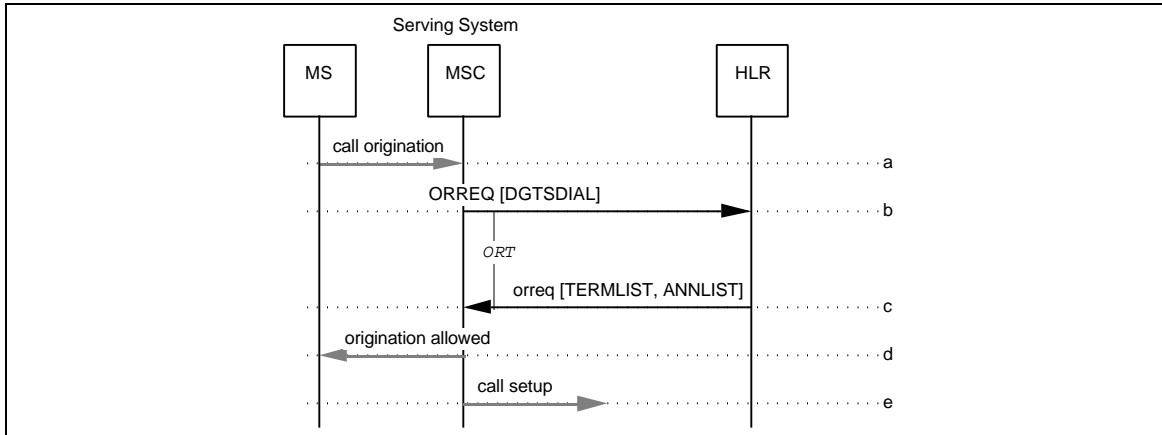 Serving System
MS MSC HLR
call origination
a
ORREQ [DGTSDIAL]
b
ORT
orreq [TERMLIST, ANNLIST]
c
origination allowed
d
call setup
e